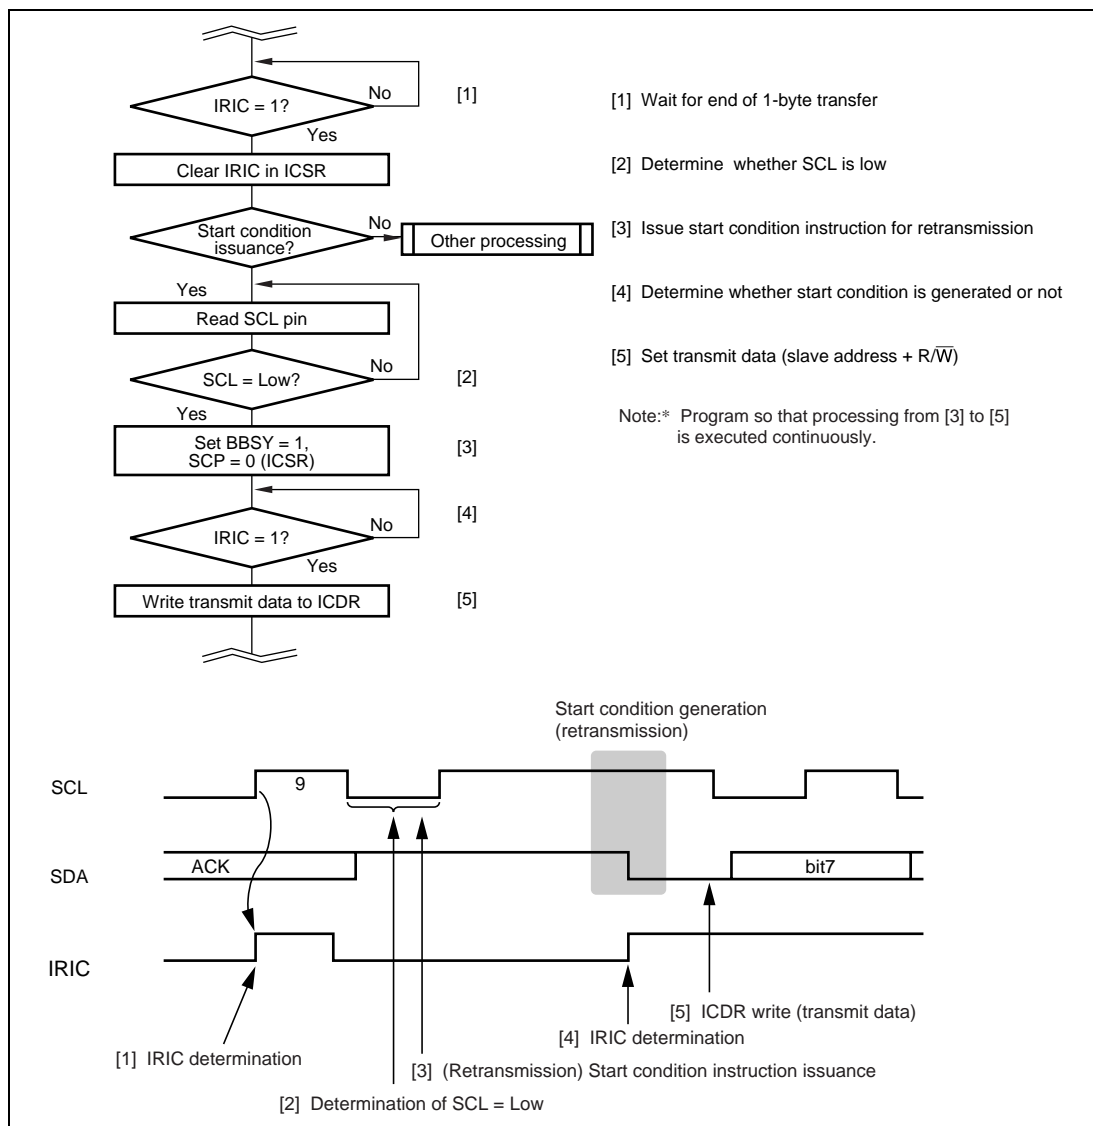 IRIC = 1?
No
[1]
Yes
Clear IRIC in ICSR
Start condition
issuance?
No
Other processing
Yes
Read SCL pin
SCL = Low?
No
[2]
Yes
Set BBSY = 1,
SCP = 0 (ICSR)
[3]
IRIC = 1?
No
[4]
Yes
Write transmit data to ICDR
[5]
[1] Wait for end of 1-byte transfer
[2] Determine whether SCL is low
[3] Issue start condition instruction for retransmission
[4] Determine whether start condition is generated or not
[5] Set transmit data (slave address + R/W̅)
Note:* Program so that processing from [3] to [5]
is executed continuously.
Start condition generation
(retransmission)
SCL
9
SDA
ACK
bit7
IRIC
[5] ICDR write (transmit data)
[4] IRIC determination
[1] IRIC determination
[3] (Retransmission) Start condition instruction issuance
[2] Determination of SCL = Low